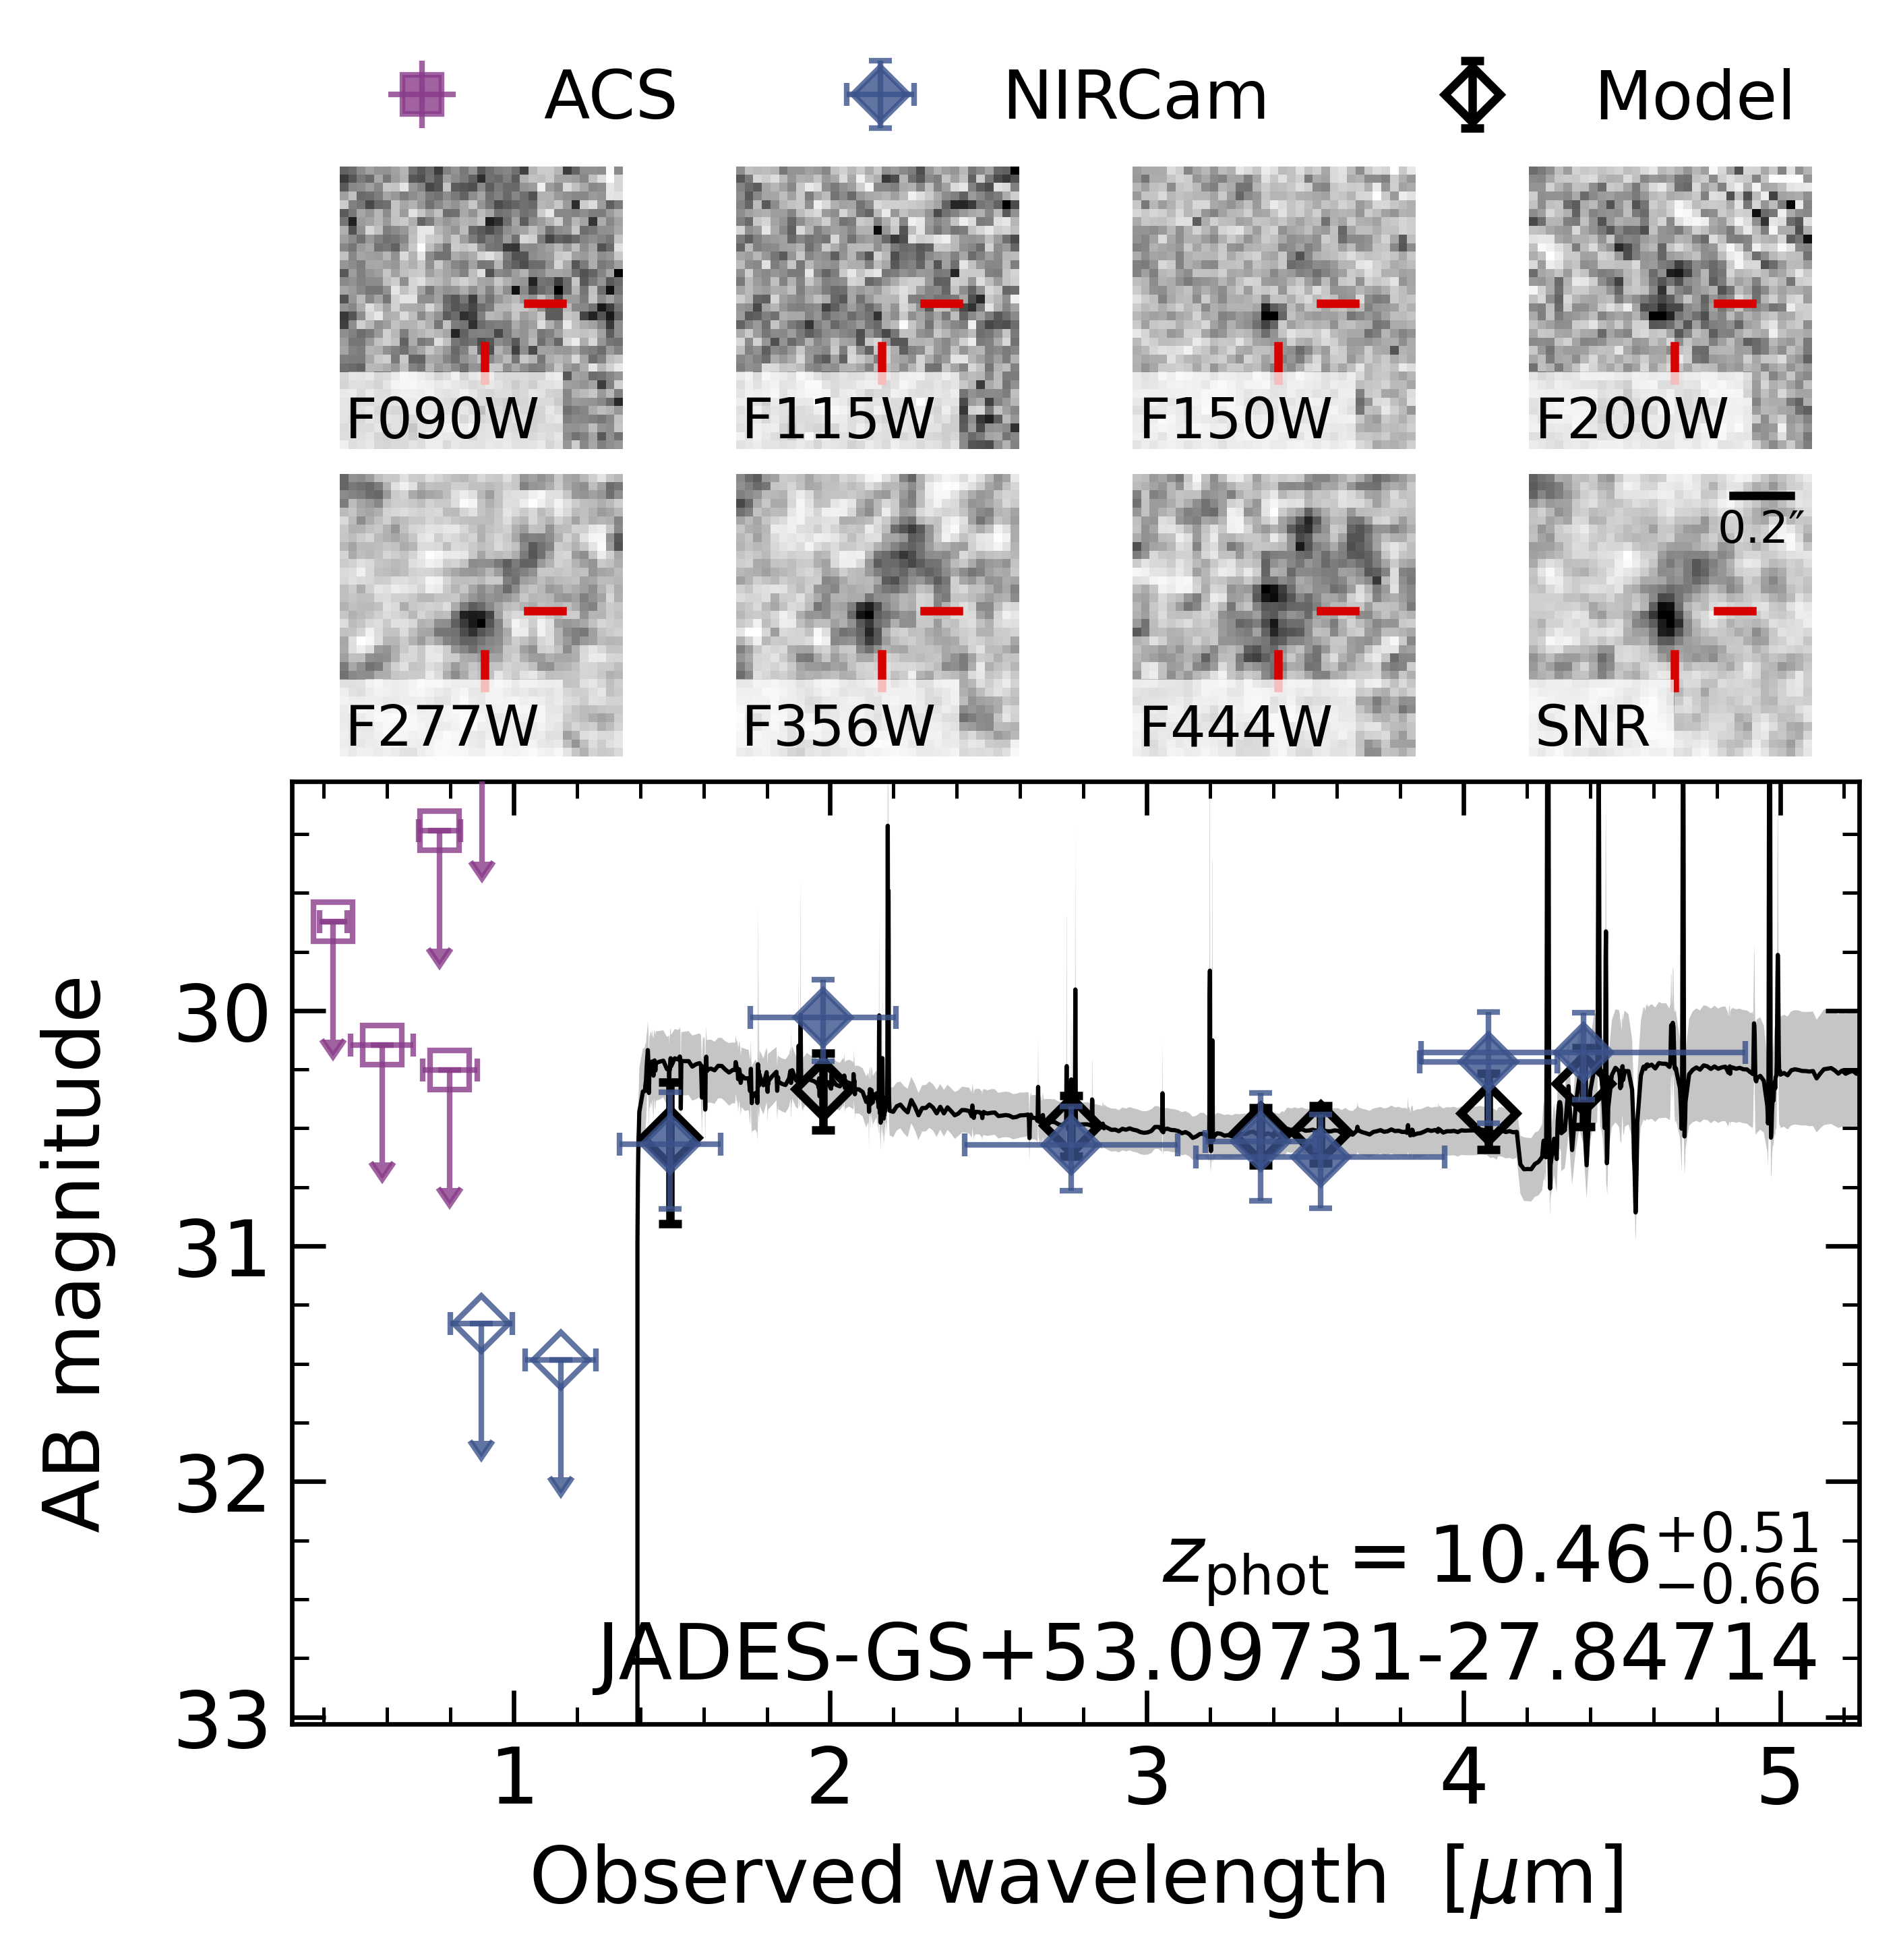 ACS NIRCam Model
F090W F115W F150W F200W
0.2″
F277W F356W F444W SNR
AB magnitude
30
31
32
33
z_phot = 10.46 +0.51 −0.66
JADES-GS+53.09731-27.84714
1 2 3 4 5
Observed wavelength [μm]